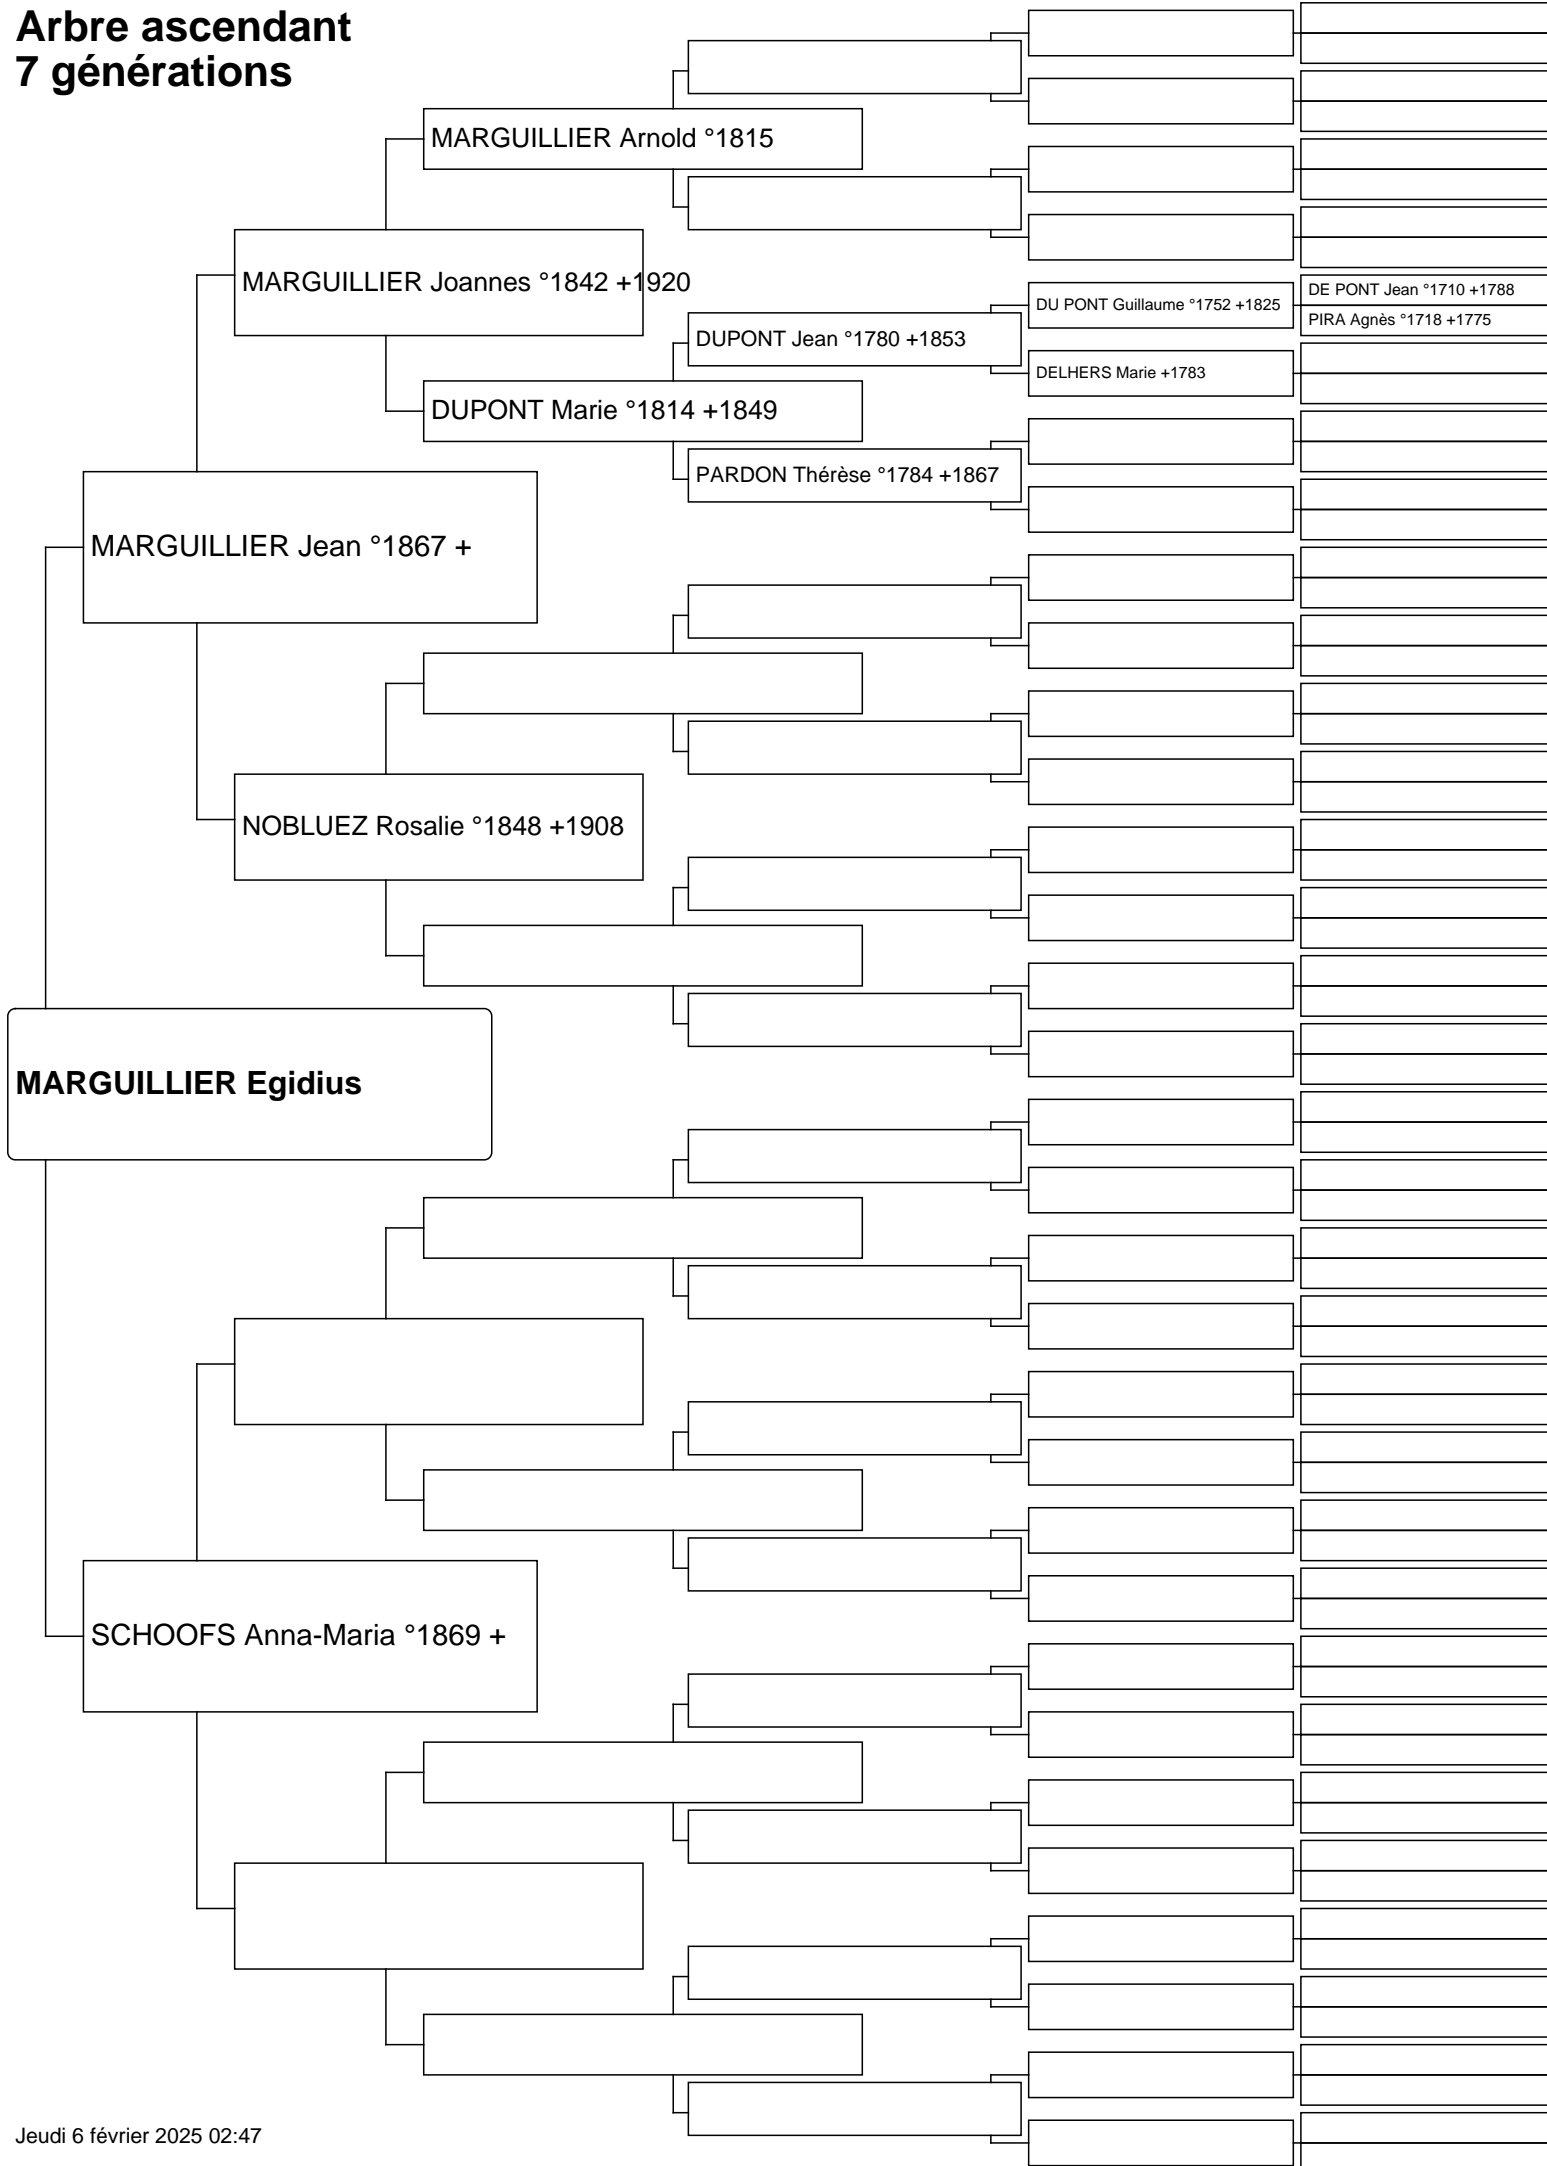 Arbre ascendant
7 générations
MARGUILLIER Arnold °1815
MARGUILLIER Joannes °1842 +1920
DE PONT Jean °1710 +1788
DU PONT Guillaume °1752 +1825
PIRA Agnès °1718 +1775
DUPONT Jean °1780 +1853
DELHERS Marie +1783
DUPONT Marie °1814 +1849
PARDON Thérèse °1784 +1867
MARGUILLIER Jean °1867 +
NOBLUEZ Rosalie °1848 +1908
MARGUILLIER Egidius
SCHOOFS Anna-Maria °1869 +
Jeudi 6 février 2025 02:47